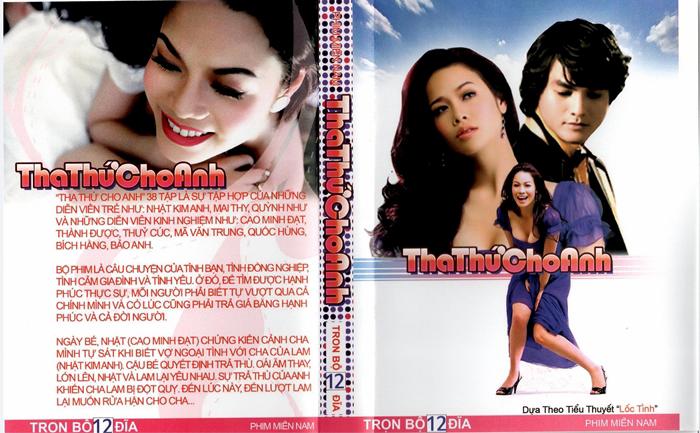 ThaThứChoAnh
"THA THỨ CHO ANH" 38 TẬP LÀ SỰ TẬP HỢP CỦA NHỮNG
DIỄN VIÊN TRẺ NHƯ: NHẬT KIM ANH, MAI THY, QUỲNH NHƯ
VÀ NHỮNG DIỄN VIÊN KINH NGHIỆM NHƯ: CAO MINH ĐẠT,
THÀNH ĐƯỢC, THUỶ CÚC, MÃ VĂN TRUNG, QUỐC HÙNG,
BÍCH HẰNG, BẢO ANH.
BỘ PHIM LÀ CÂU CHUYỆN CỦA TÌNH BẠN, TÌNH ĐỒNG NGHIỆP,
TÌNH CẢM GIA ĐÌNH VÀ TÌNH YÊU. Ở ĐÓ, ĐỂ TÌM ĐƯỢC HẠNH
PHÚC THỰC SỰ, MỖI NGƯỜI PHẢI BIẾT TỰ VƯỢT QUA CẢ
CHÍNH MÌNH VÀ CÓ LÚC CŨNG PHẢI TRẢ GIÁ BẰNG HẠNH
PHÚC VÀ CẢ ĐỜI NGƯỜI.
NGÀY BÉ, NHẬT (CAO MINH ĐẠT) CHỨNG KIẾN CẢNH CHA
MÌNH TỰ SÁT KHI BIẾT VỢ NGOẠI TÌNH VỚI CHA CỦA LAM
(NHẬT KIM ANH). CẬU BÉ QUYẾT ĐỊNH TRẢ THÙ. OÁI ĂM THAY,
LỚN LÊN, NHẬT VÀ LAM LẠI YÊU NHAU. SỰ TRẢ THÙ CỦA ANH
KHIẾN CHA LAM BỊ ĐỘT QUỴ. ĐẾN LÚC NÀY, ĐẾN LƯỢT LAM
LẠI MUỐN RỬA HẬN CHO CHA...
TRỌN BỘ 12 ĐĨA
PHIM MIỀN NAM
PHIM MIỀN NAM
ThaThứChoAnh
TRỌN BỘ 12 ĐĨA
ThaThứChoAnh
Dựa Theo Tiểu Thuyết "Lốc Tình"
TRỌN BỘ 12 ĐĨA
PHIM MIỀN NAM